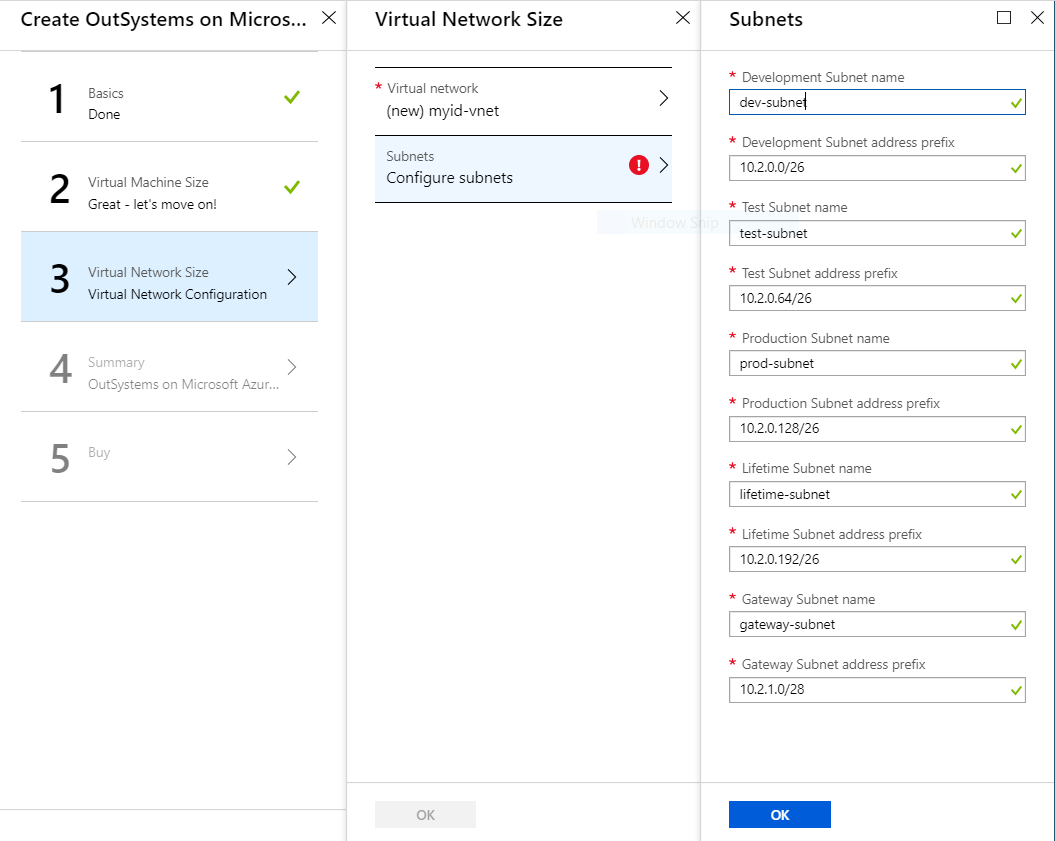 Create OutSystems on Micros...
1
Basics
Done
2
Virtual Machine Size
Great - let's move on!
3
Virtual Network Size
Virtual Network Configuration
4
Summary
OutSystems on Microsoft Azur...
5
Buy
Virtual Network Size
* Virtual network
(new) myid-vnet
Subnets
Configure subnets
!
Window Snip
OK
Subnets
* Development Subnet name
dev-subnet
* Development Subnet address prefix
10.2.0.0/26
* Test Subnet name
test-subnet
* Test Subnet address prefix
10.2.0.64/26
* Production Subnet name
prod-subnet
* Production Subnet address prefix
10.2.0.128/26
* Lifetime Subnet name
lifetime-subnet
* Lifetime Subnet address prefix
10.2.0.192/26
* Gateway Subnet name
gateway-subnet
* Gateway Subnet address prefix
10.2.1.0/28
OK